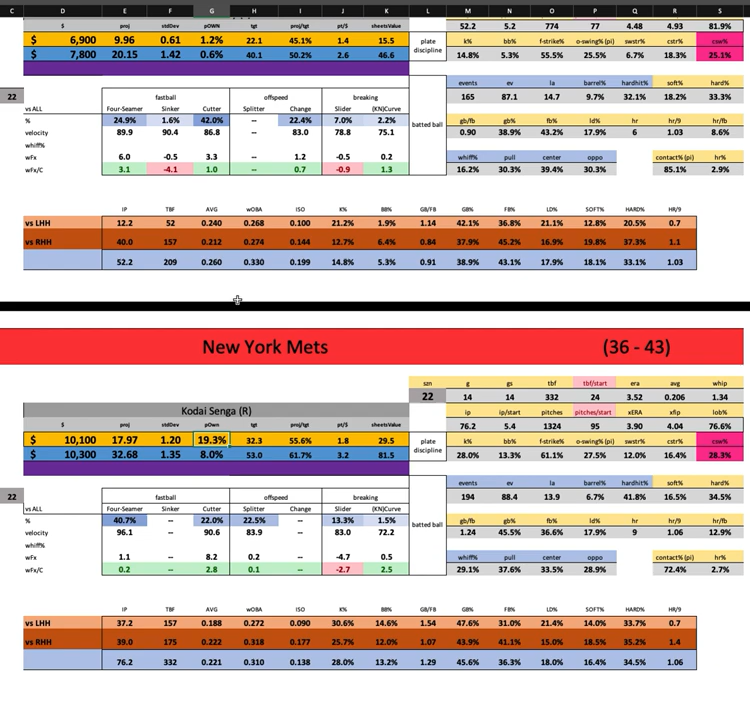 C D E F G H I J K L M N O P Q R S
$ proj stdDev pOWN tgt proj/tgt pt/$ sheetsValue 52.2 5.2 774 77 4.48 4.93 81.9%
$ 6,900 9.96 0.61 1.2% 22.1 45.1% 1.4 15.5 plate discipline k% bb% f-strike% o-swing% (pi) swstr% cstr% csw%
$ 7,800 20.15 1.42 0.6% 40.1 50.2% 2.6 46.6 14.8% 5.3% 55.5% 25.5% 6.7% 18.3% 25.1%
events ev la barrel% hardhit% soft% hard%
22 fastball offspeed breaking batted ball 165 87.1 14.7 9.7% 32.1% 18.2% 33.3%
vs ALL Four-Seamer Sinker Cutter Splitter Change Slider (KN)Curve
% 24.9% 1.6% 42.0% -- 22.4% 7.0% 2.2% gb/fb gb% fb% ld% hr hr/9 hr/fb
velocity 89.9 90.4 86.8 -- 83.0 78.8 75.1 0.90 38.9% 43.2% 17.9% 6 1.03 8.6%
whiff%
wFx 6.0 -0.5 3.3 -- 1.2 -0.5 0.2 whiff% pull center oppo contact% (pi) hr%
wFx/C 3.1 -4.1 1.0 -- 0.7 -0.9 1.3 16.2% 30.3% 39.4% 30.3% 85.1% 2.9%
IP TBF AVG wOBA ISO K% BB% GB/FB GB% FB% LD% SOFT% HARD% HR/9
vs LHH 12.2 52 0.240 0.268 0.100 21.2% 1.9% 1.14 42.1% 36.8% 21.1% 12.8% 20.5% 0.7
vs RHH 40.0 157 0.212 0.274 0.144 12.7% 6.4% 0.84 37.9% 45.2% 16.9% 19.8% 37.3% 1.1
52.2 209 0.260 0.330 0.199 14.8% 5.3% 0.91 38.9% 43.1% 17.9% 18.1% 33.1% 1.03
New York Mets (36 - 43)
szn g gs tbf tbf/start era avg whip
22 14 14 332 24 3.52 0.206 1.34
Kodai Senga (R) ip ip/start pitches pitches/start xERA xfip lob%
$ proj stdDev pOwn tgt proj/tgt pt/$ sheetsValue 76.2 5.4 1324 95 3.90 4.04 76.6%
$ 10,100 17.97 1.20 19.3% 32.3 55.6% 1.8 29.5 plate discipline k% bb% f-strike% o-swing% (pi) swstr% cstr% csw%
$ 10,300 32.68 1.35 8.0% 53.0 61.7% 3.2 81.5 28.0% 13.3% 61.1% 27.5% 12.0% 16.4% 28.3%
events ev la barrel% hardhit% soft% hard%
22 fastball offspeed breaking batted ball 194 88.4 13.9 6.7% 41.8% 16.5% 34.5%
vs ALL Four-Seamer Sinker Cutter Splitter Change Slider (KN)Curve
% 40.7% -- 22.0% 22.5% -- 13.3% 1.5% gb/fb gb% fb% ld% hr hr/9 hr/fb
velocity 96.1 -- 90.6 83.9 -- 83.0 72.2 1.24 45.5% 36.6% 17.9% 9 1.06 12.9%
whiff%
wFx 1.1 8.2 0.2 -4.7 0.5 whiff% pull center oppo contact% (pi) hr%
wFx/C 0.2 -- 2.8 0.1 -- -2.7 2.5 29.1% 37.6% 33.5% 28.9% 72.4% 2.7%
IP TBF AVG wOBA ISO K% BB% GB/FB GB% FB% LD% SOFT% HARD% HR/9
vs LHH 37.2 157 0.188 0.272 0.090 30.6% 14.6% 1.54 47.6% 31.0% 21.4% 14.0% 33.7% 0.7
vs RHH 39.0 175 0.222 0.318 0.177 25.7% 12.0% 1.07 43.9% 41.1% 15.0% 18.5% 35.2% 1.4
76.2 332 0.221 0.310 0.138 28.0% 13.2% 1.29 45.6% 36.3% 18.0% 16.4% 34.5% 1.06